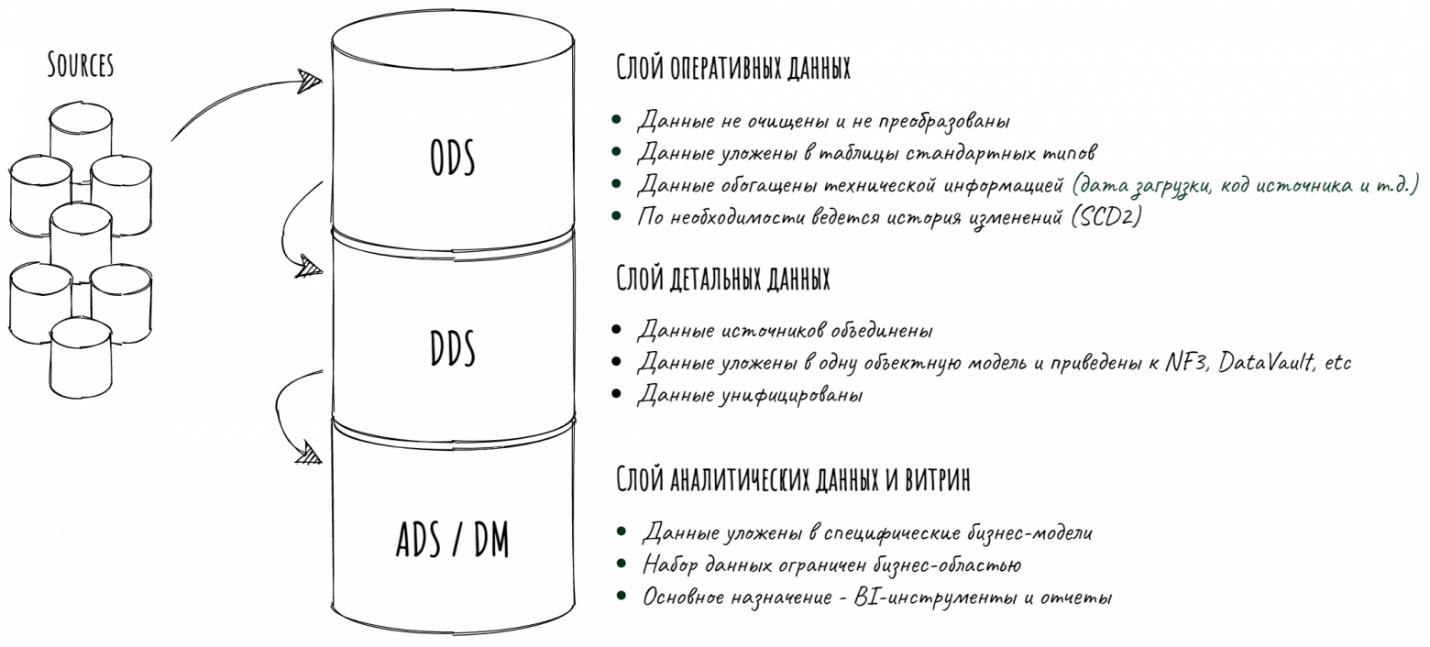 Sources
ODS
Слой оперативных данных
Данные не очищены и не преобразованы
Данные уложены в таблицы стандартных типов
Данные обогащены технической информацией (дата загрузки, код источника и т.д.)
По необходимости ведется история изменений (SCD2)
DDS
Слой детальных данных
Данные источников объединены
Данные уложены в одну объектную модель и приведены к NF3, DataVault, etc
Данные унифицированы
ADS / DM
Слой аналитических данных и витрин
Данные уложены в специфические бизнес-модели
Набор данных ограничен бизнес-областью
Основное назначение - BI-инструменты и отчеты